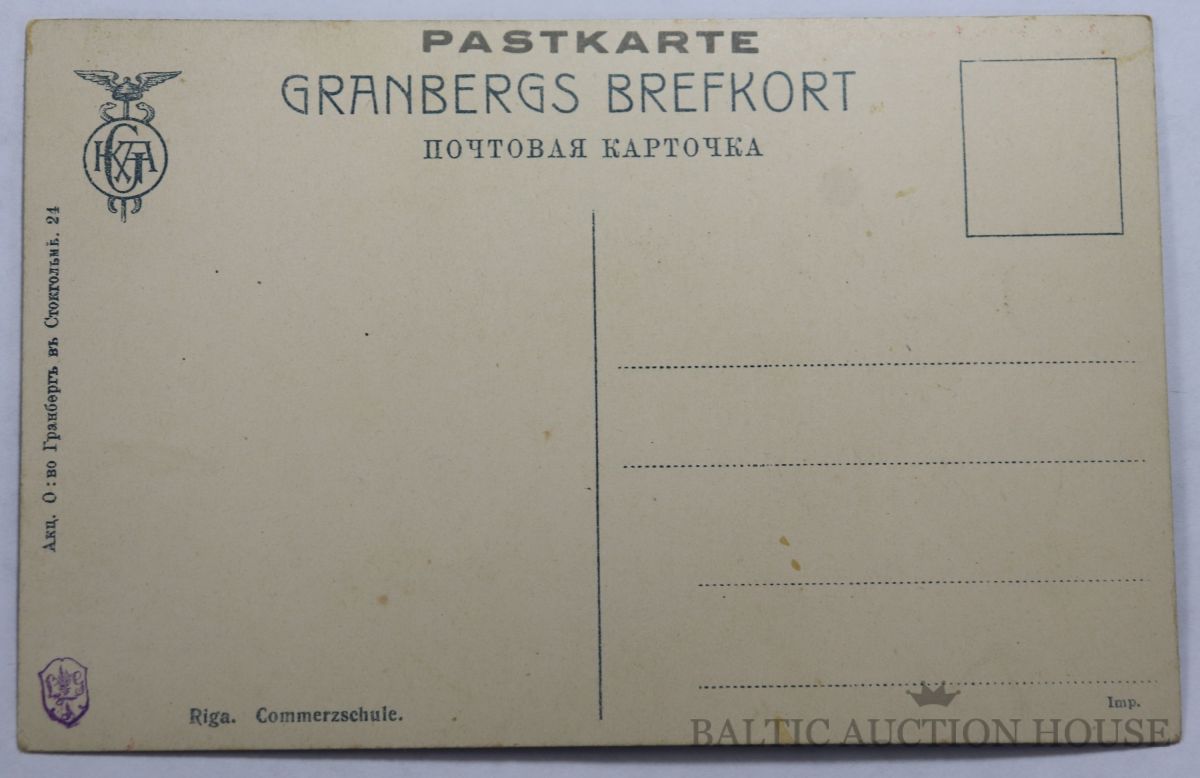 PASTKARTE
GRANBERGS BREFKORT
ПОЧТОВАЯ КАРТОЧКА
Акц. О:во Гранбергъ въ Стокгольмѣ. 24
Riga. Commerzschule.
Imp.
BALTIC AUCTION HOUSE